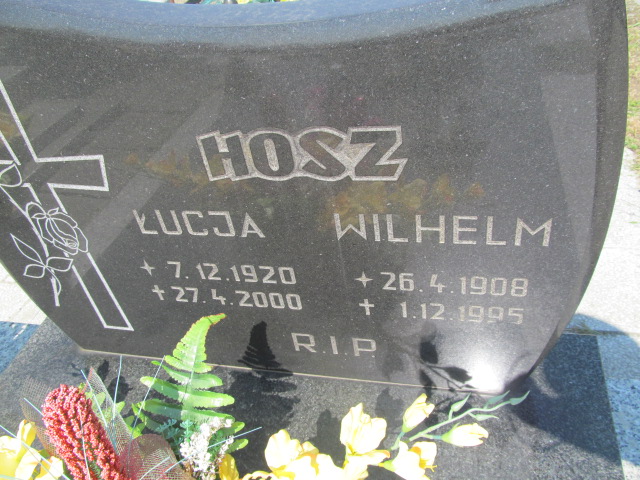 HOSZ
ŁUCJA WILHELM
7.12.1920 26.4.1908
27.4.2000 1.12.1995
R.I.P